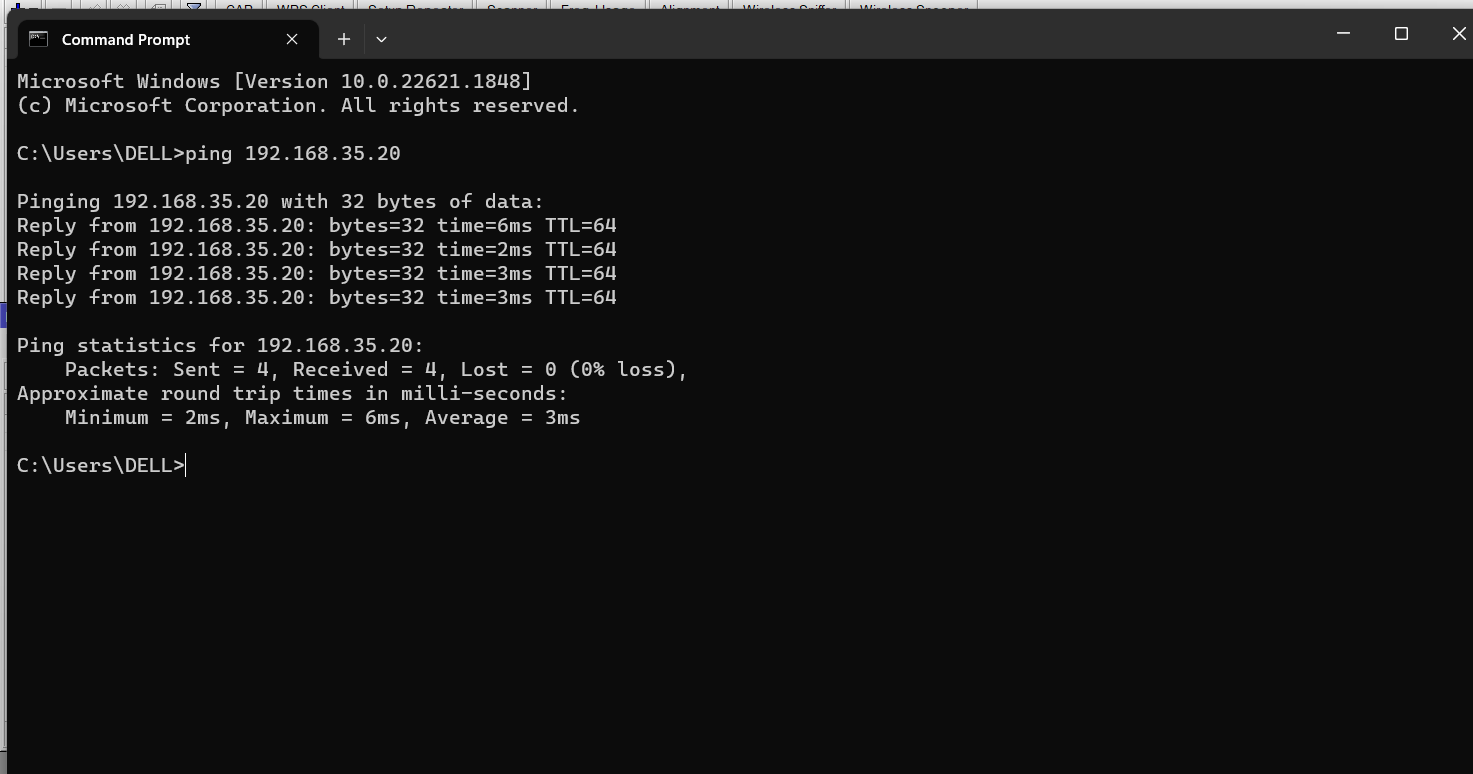 CAP WPS Client Setup Repeater Scanner Freq. Usage Alignment Wireless Sniffer Wireless Snooper
Command Prompt
Microsoft Windows [Version 10.0.22621.1848]
(c) Microsoft Corporation. All rights reserved.
C:\Users\DELL>ping 192.168.35.20
Pinging 192.168.35.20 with 32 bytes of data:
Reply from 192.168.35.20: bytes=32 time=6ms TTL=64
Reply from 192.168.35.20: bytes=32 time=2ms TTL=64
Reply from 192.168.35.20: bytes=32 time=3ms TTL=64
Reply from 192.168.35.20: bytes=32 time=3ms TTL=64
Ping statistics for 192.168.35.20:
Packets: Sent = 4, Received = 4, Lost = 0 (0% loss),
Approximate round trip times in milli-seconds:
Minimum = 2ms, Maximum = 6ms, Average = 3ms
C:\Users\DELL>